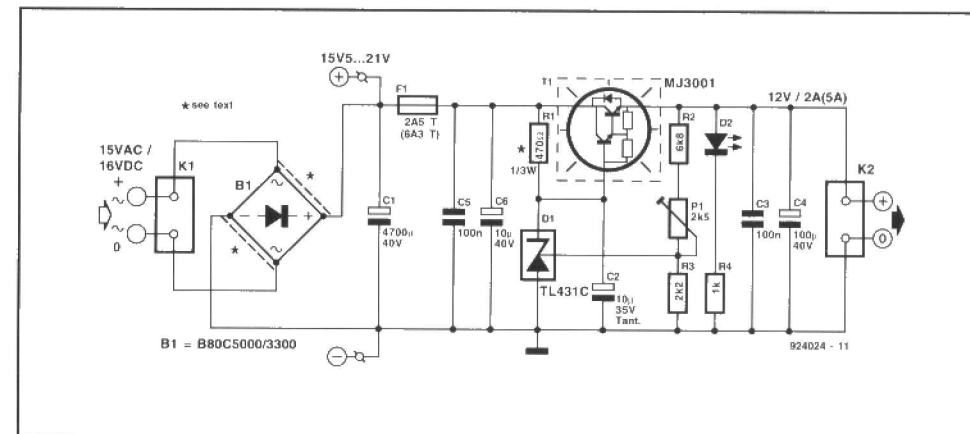 15V5...21V
+
★ see text
F1
2A5 T
(6A3 T)
T1
MJ3001
12V / 2A(5A)
15VAC /
16VDC
K1
+
~
~
0
B1
~
- +
~
★
★
C1
4700µ
40V
C5
100n
C6
10µ
40V
R1
470Ω
★
1/3W
D1
TL431C
C2
10µ
35V
Tant.
R2
6k8
P1
2k5
R3
2k2
D2
R4
1k
C3
100n
C4
100µ
40V
K2
+
0
B1 = B80C5000/3300
−
924024 - 11